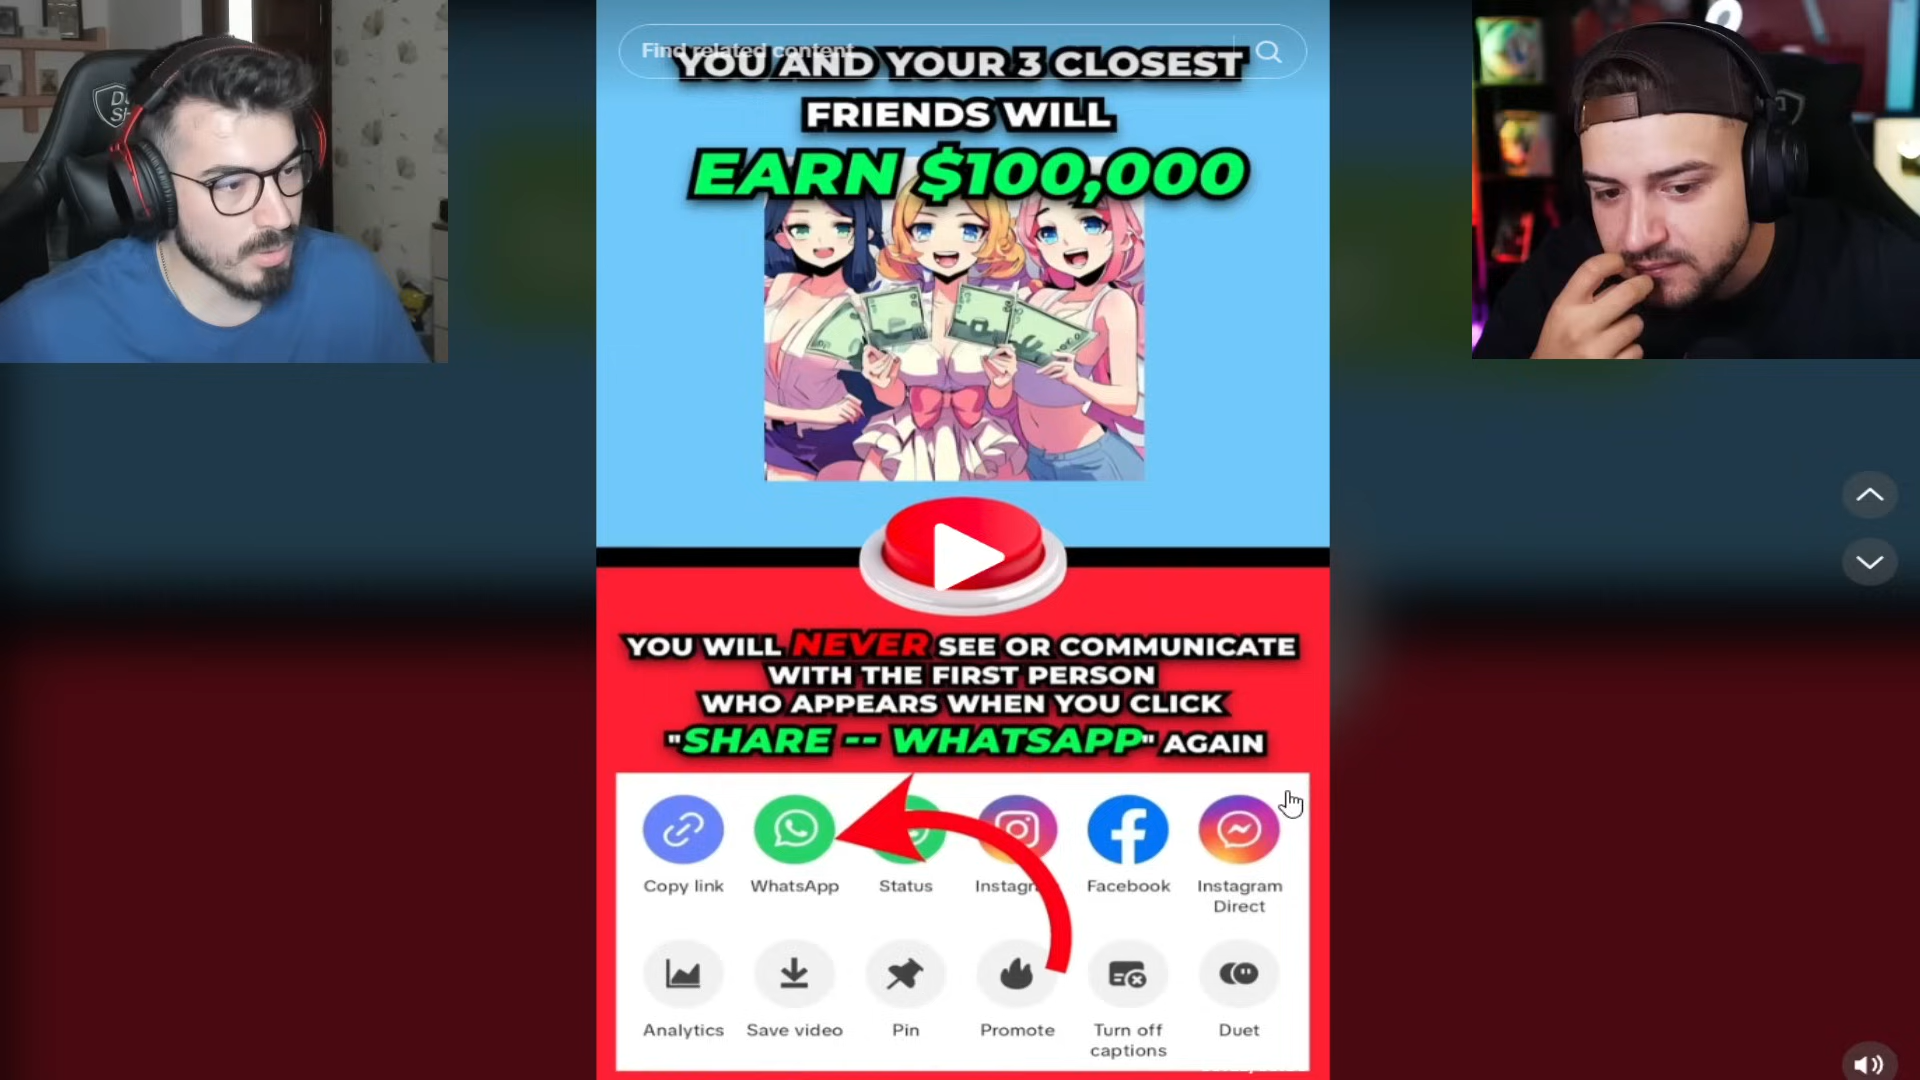 Find related content
YOU AND YOUR 3 CLOSEST
FRIENDS WILL
EARN $100,000
YOU WILL NEVER SEE OR COMMUNICATE
WITH THE FIRST PERSON
WHO APPEARS WHEN YOU CLICK
"SHARE -- WHATSAPP" AGAIN
Copy link
WhatsApp
Status
Facebook
Instagram
Direct
Analytics
Save video
Pin
Promote
Turn off
captions
Duet